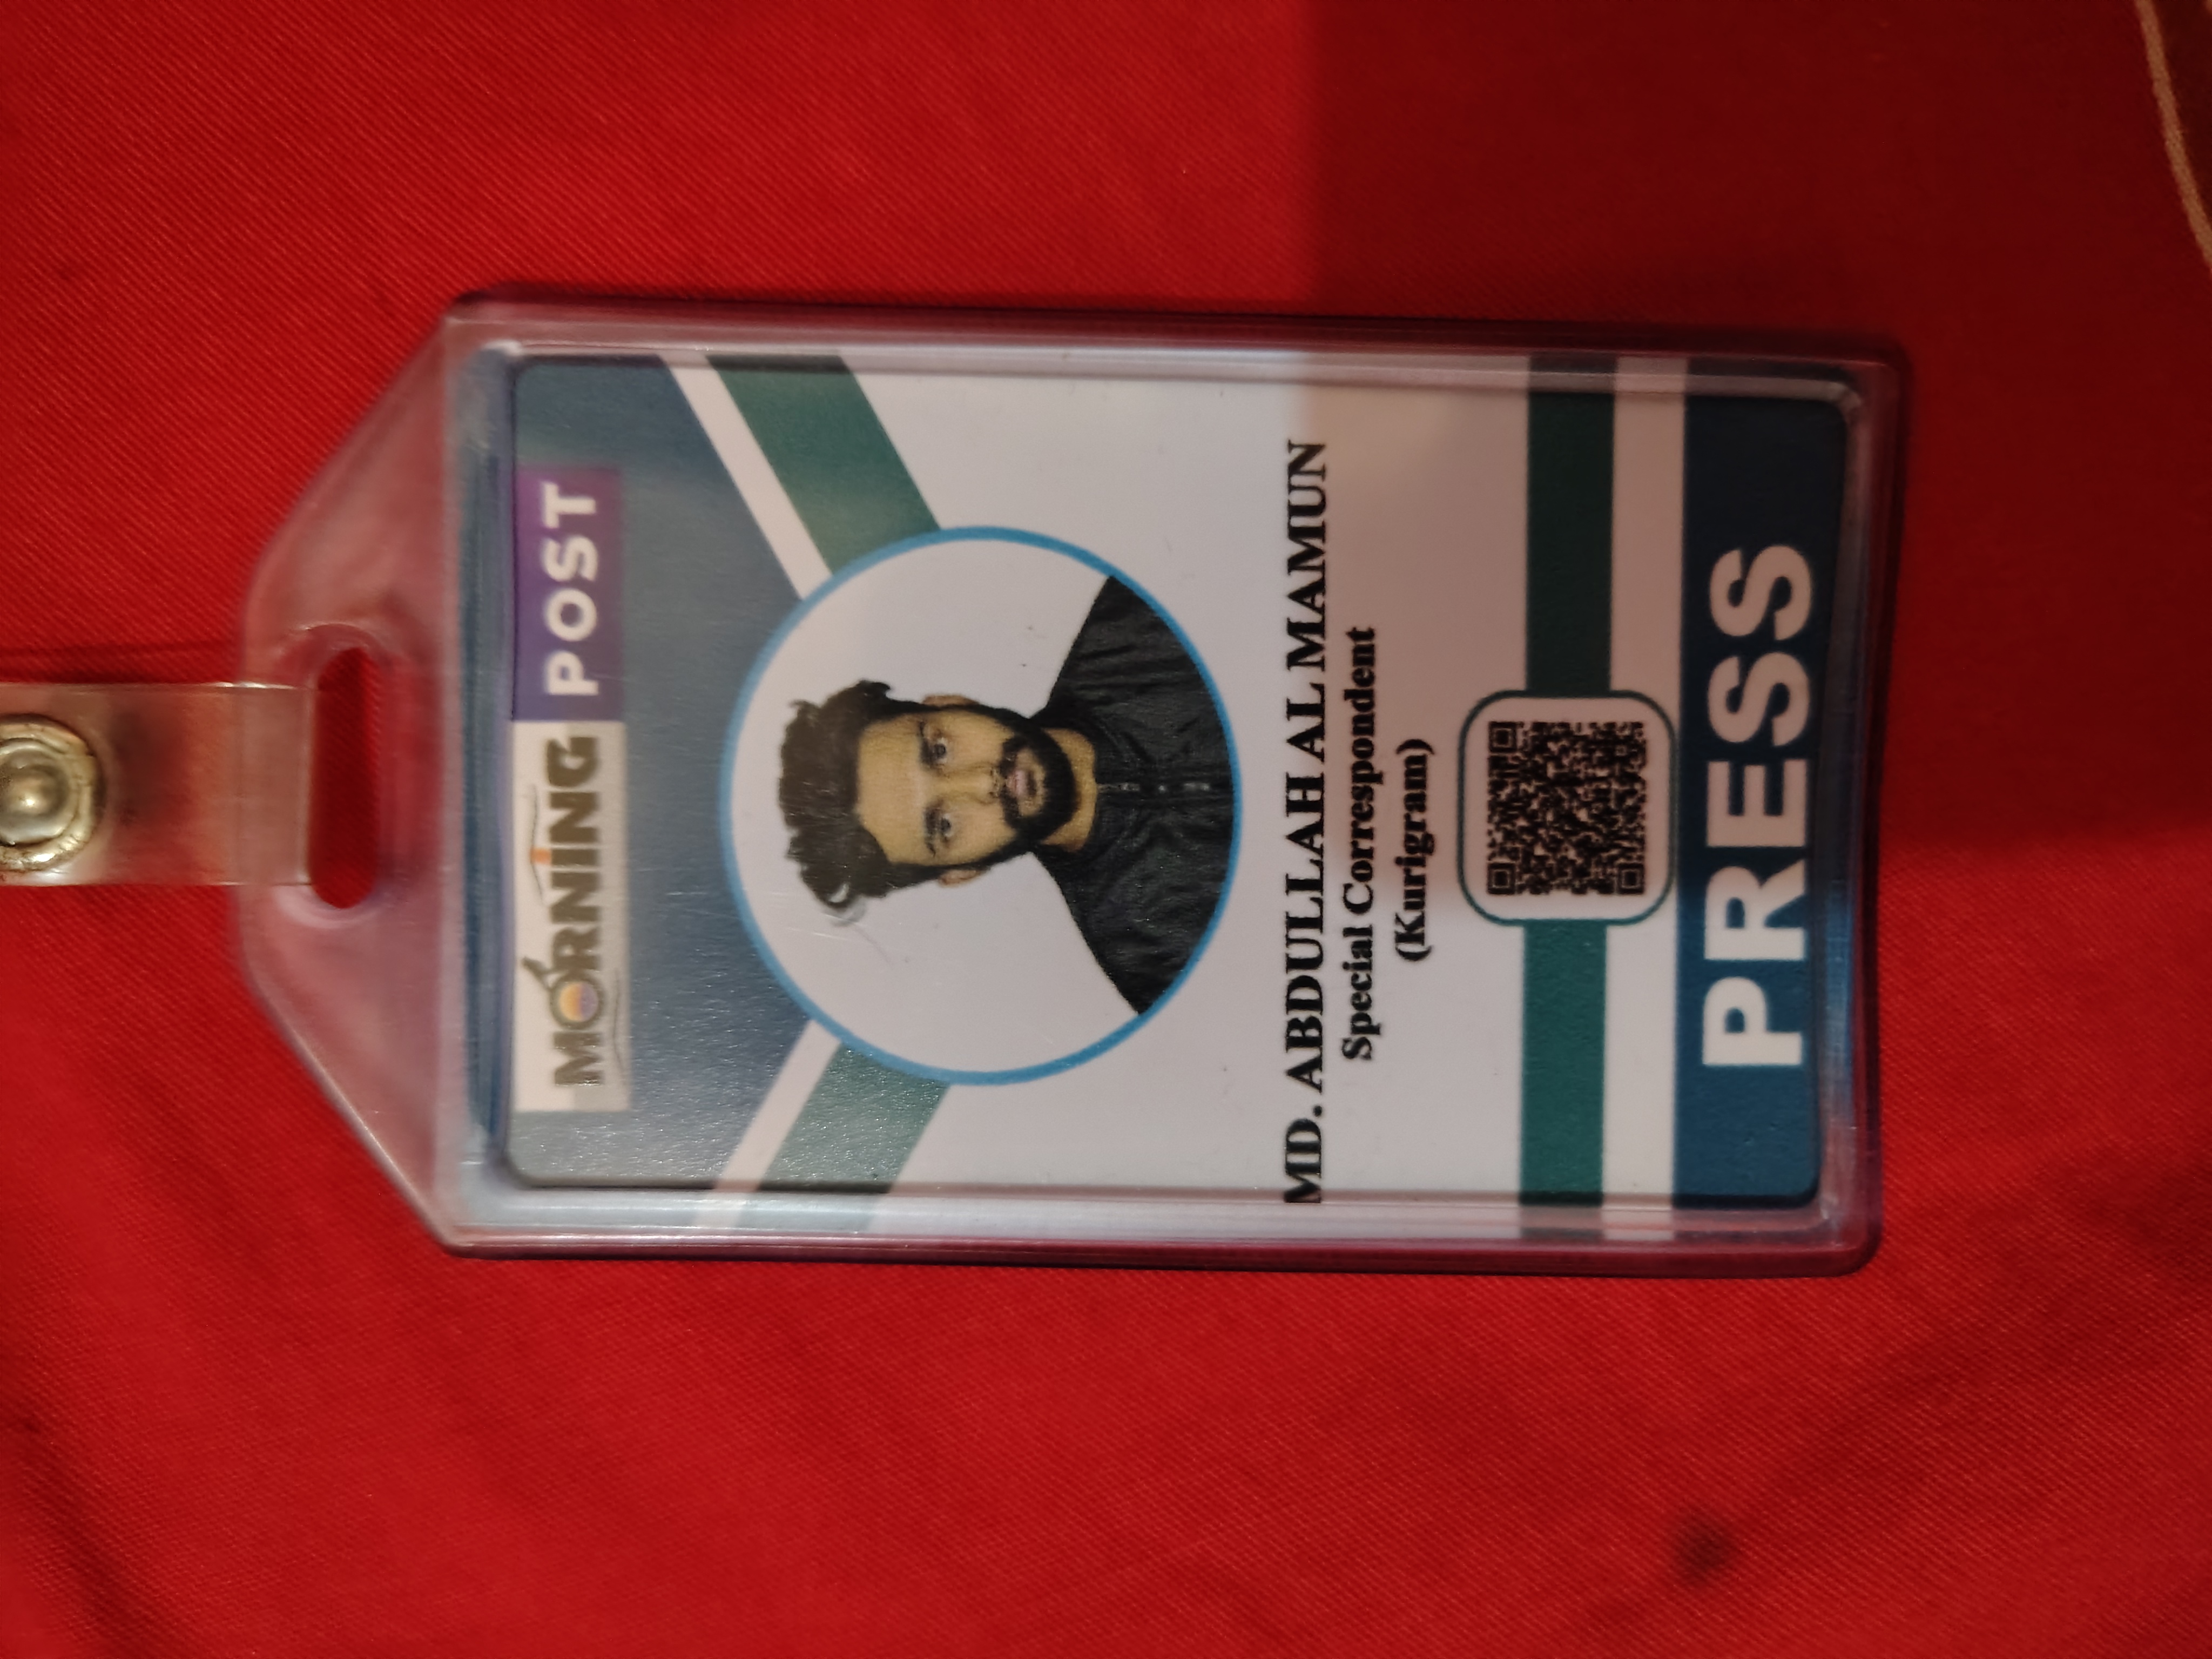 MORNING POST
MD. ABDULLAH AL MAMUN
Special Correspondent
(Kurigram)
PRESS